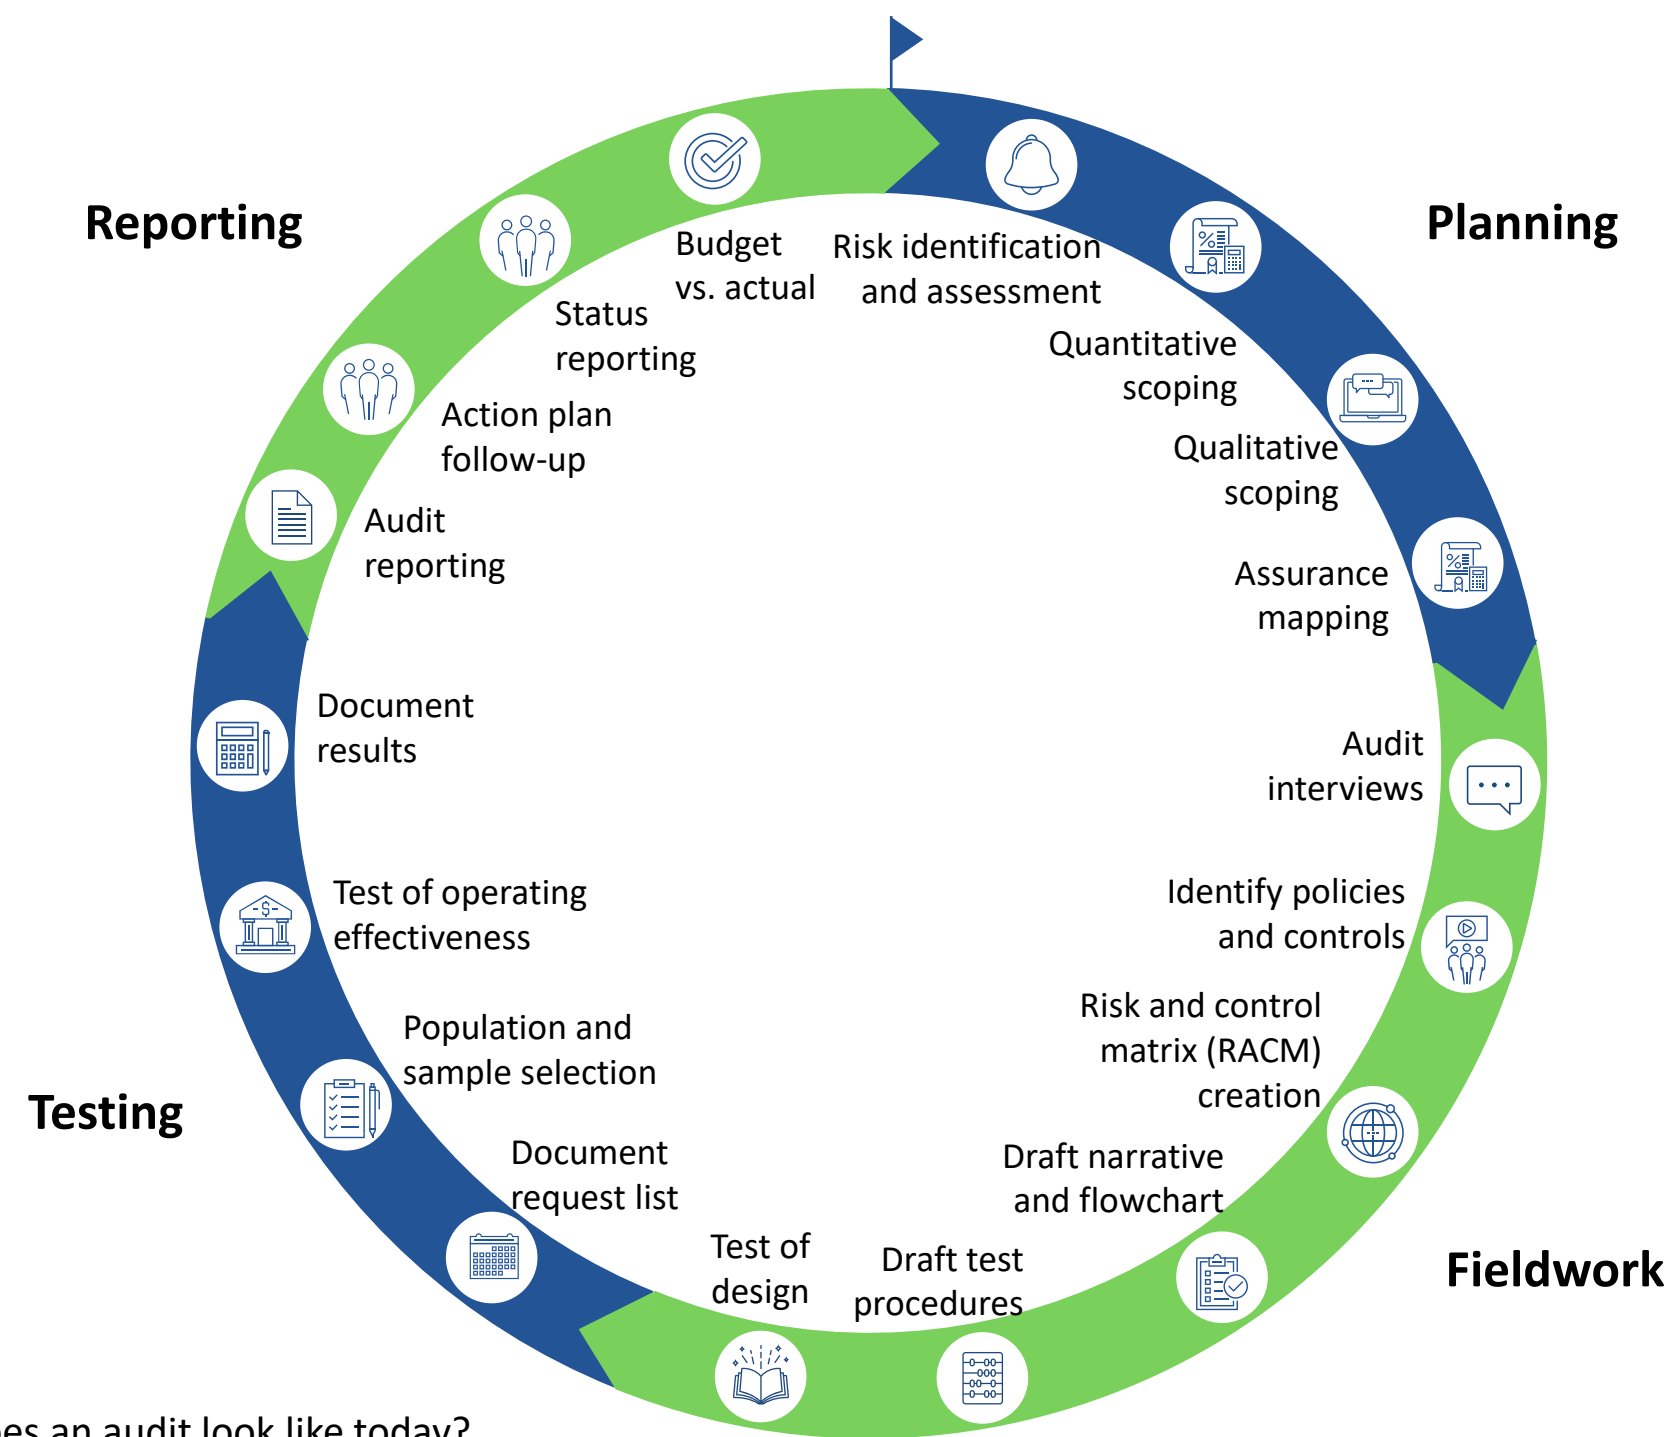 Reporting
Planning
Budget
vs. actual
Risk identification
and assessment
Status
reporting
Quantitative
scoping
Action plan
follow-up
Qualitative
scoping
Audit
reporting
Assurance
mapping
Document
results
Audit
interviews
Test of operating
effectiveness
Identify policies
and controls
Population and
sample selection
Risk and control
matrix (RACM)
creation
Testing
Document
request list
Draft narrative
and flowchart
Test of
design
Draft test
procedures
Fieldwork
an audit look like today?